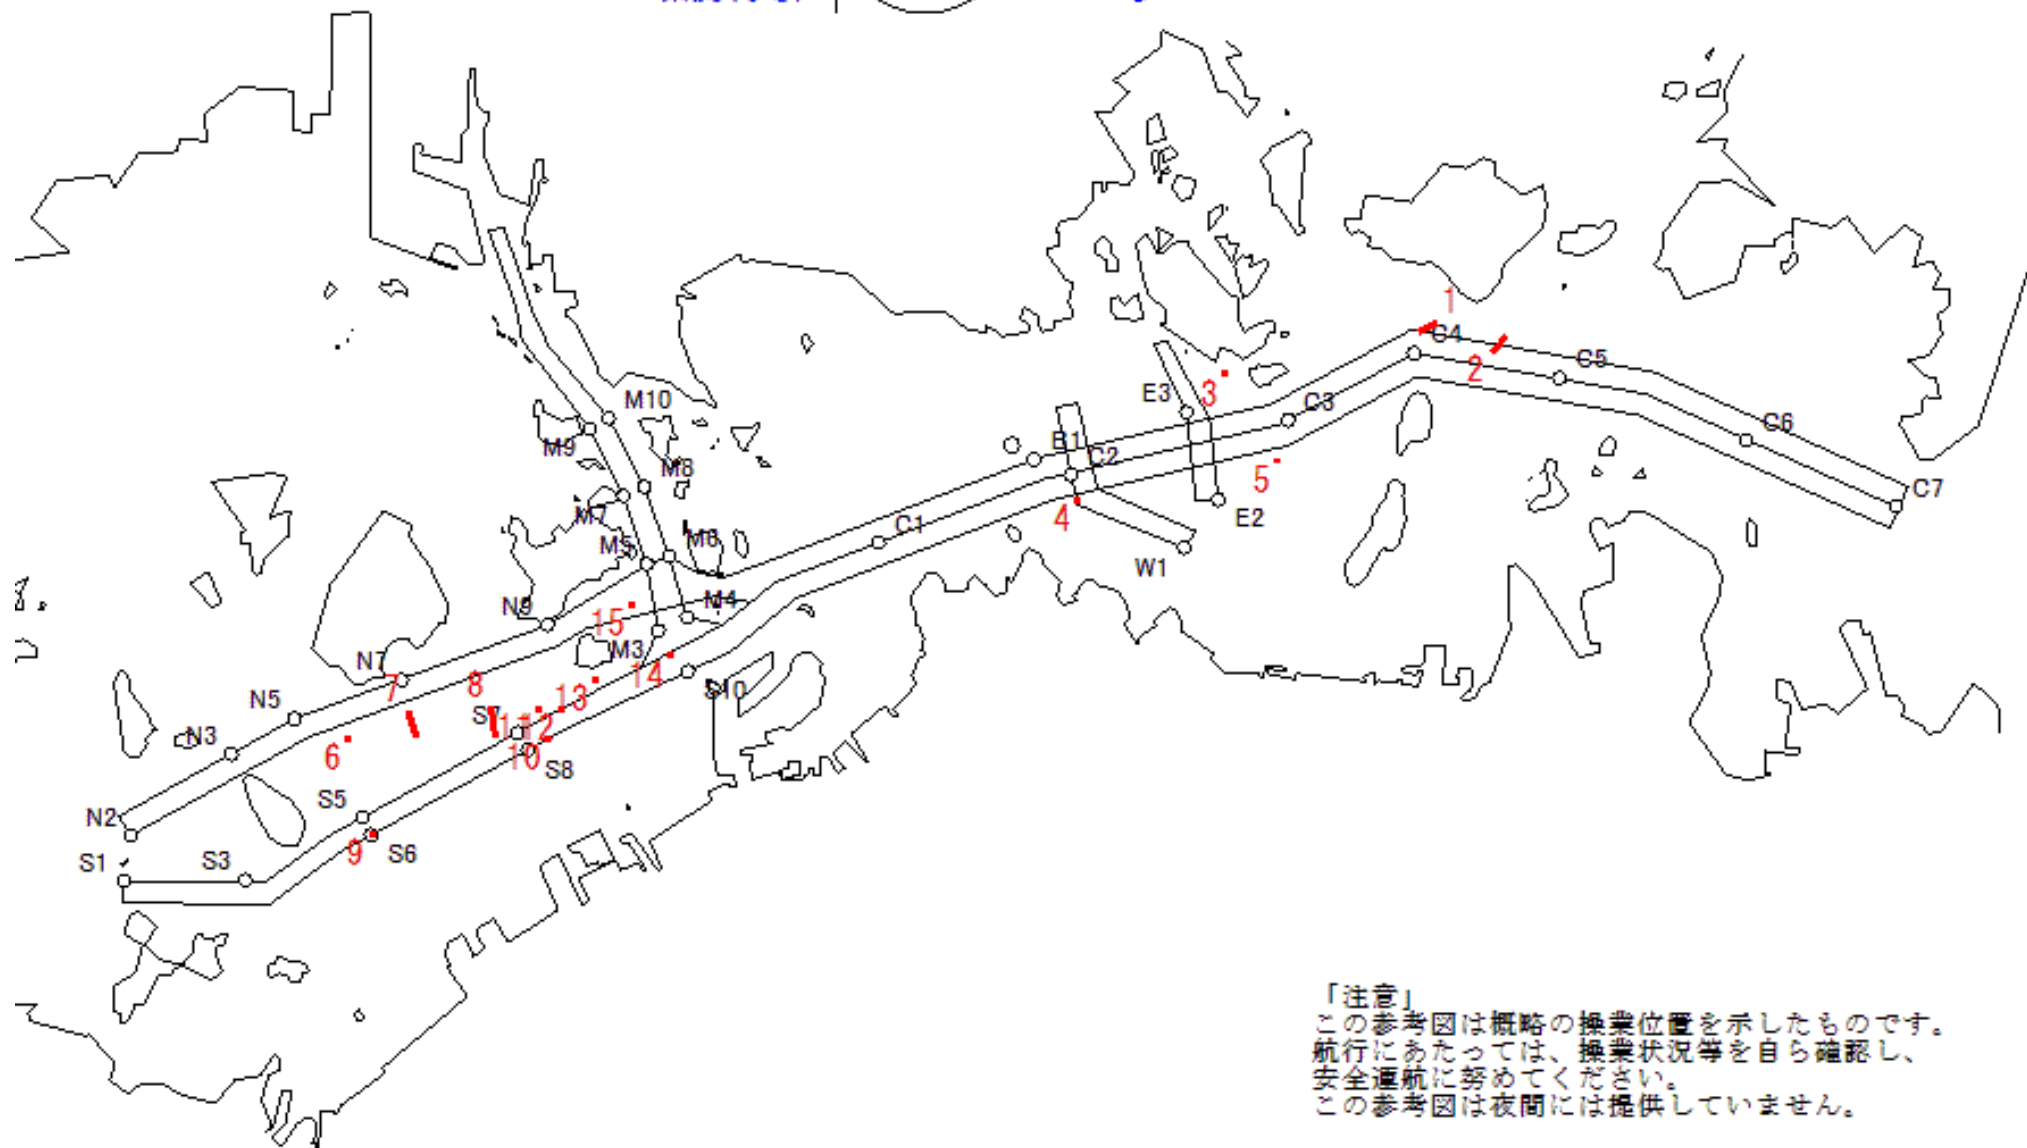 1
C4
2
C5
E3
3
C3
C6
M10
M9
B1
C2
M8
5
C7
M7
4
E2
C1
M5
M6
W1
N9
15
M4
M3
N7
14
7
8
13
S10
N5
S7
11
12
N3
6
10
S8
S5
N2
9
S6
S1
S3
「注意」
この参考図は概略の操業位置を示したものです。
航行にあたっては、操業状況等を自ら確認し、
安全運航に努めてください。
この参考図は夜間には提供していません。